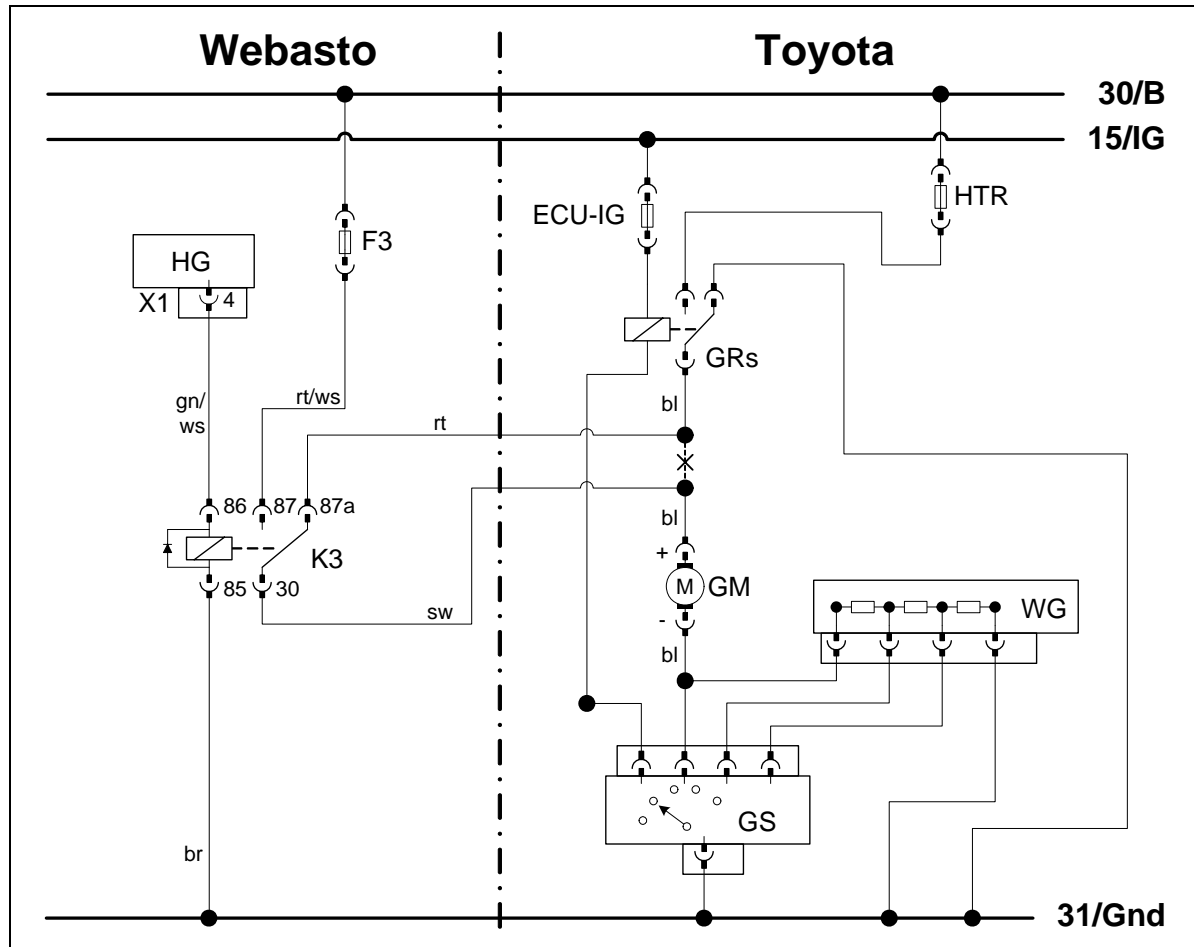 Webasto
Toyota
30/B
15/IG
ECU-IG
HTR
F3
HG
X1
4
GRs
gn/
ws
rt/ws
rt
bl
86
87
87a
K3
85
30
sw
bl
+
M
GM
-
bl
WG
GS
br
31/Gnd